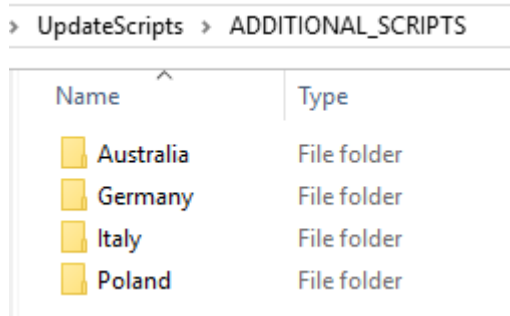 > UpdateScripts > ADDITIONAL_SCRIPTS
Name Type
Australia File folder
Germany File folder
Italy File folder
Poland File folder